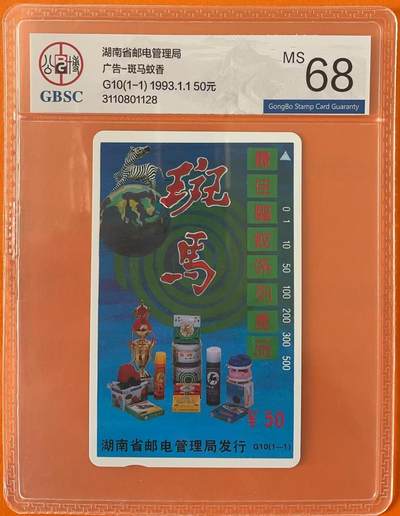 湖南省邮电管理局
广告-斑马蚊香
G10(1-1) 1993.1.1 50元
3110801128
MS 68
GongBo Stamp Card Guaranty
公博
GBSC
斑馬
0 1 10 50 100 200 300 500
¥50
湖南省邮电管理局发行 G10(1-1)